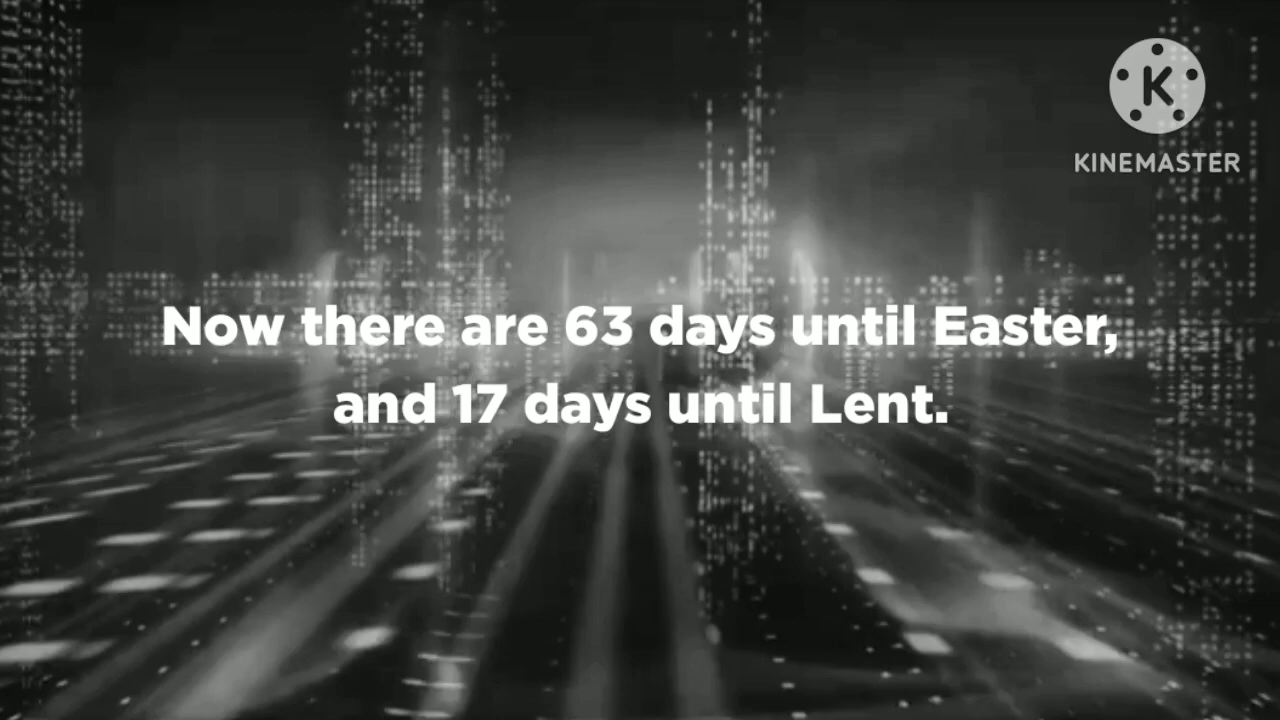 K
KINEMASTER
Now there are 63 days until Easter,
and 17 days until Lent.